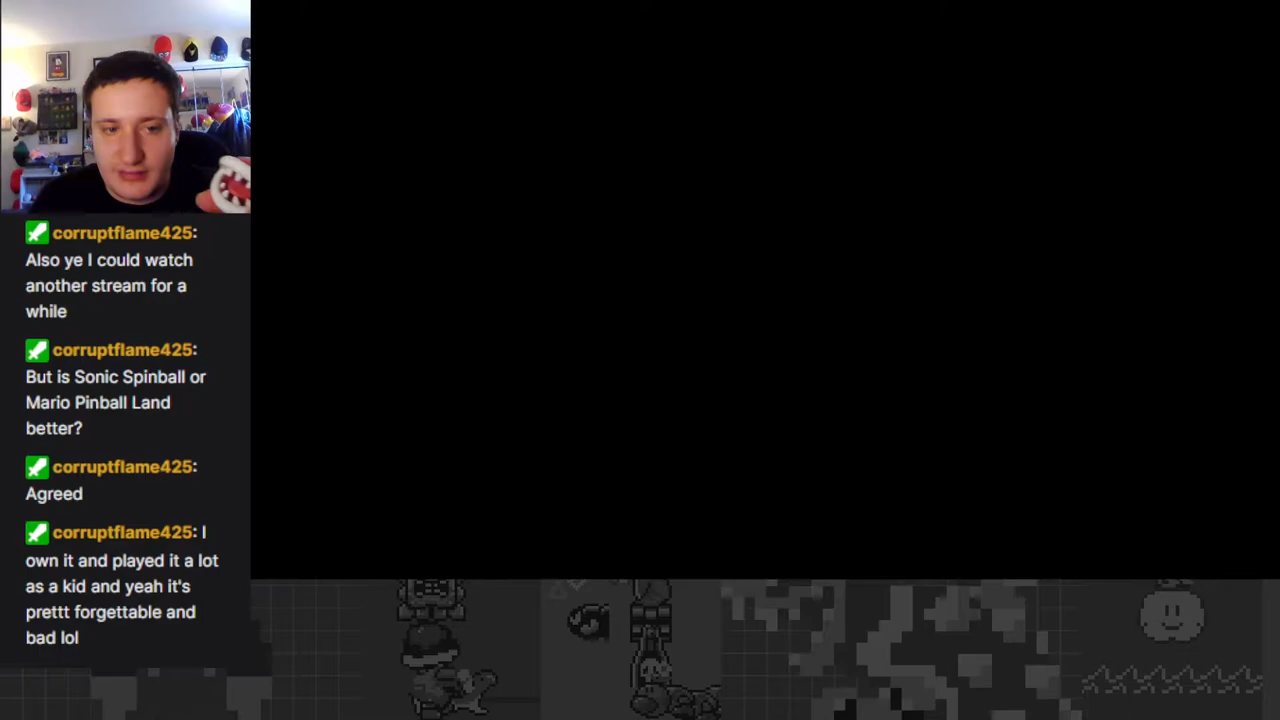 corruptflame425:
Also ye I could watch
another stream for a
while
corruptflame425:
But is Sonic Spinball or
Mario Pinball Land
better?
corruptflame425:
Agreed
corruptflame425: I
own it and played it a lot
as a kid and yeah it's
prettt forgettable and
bad lol